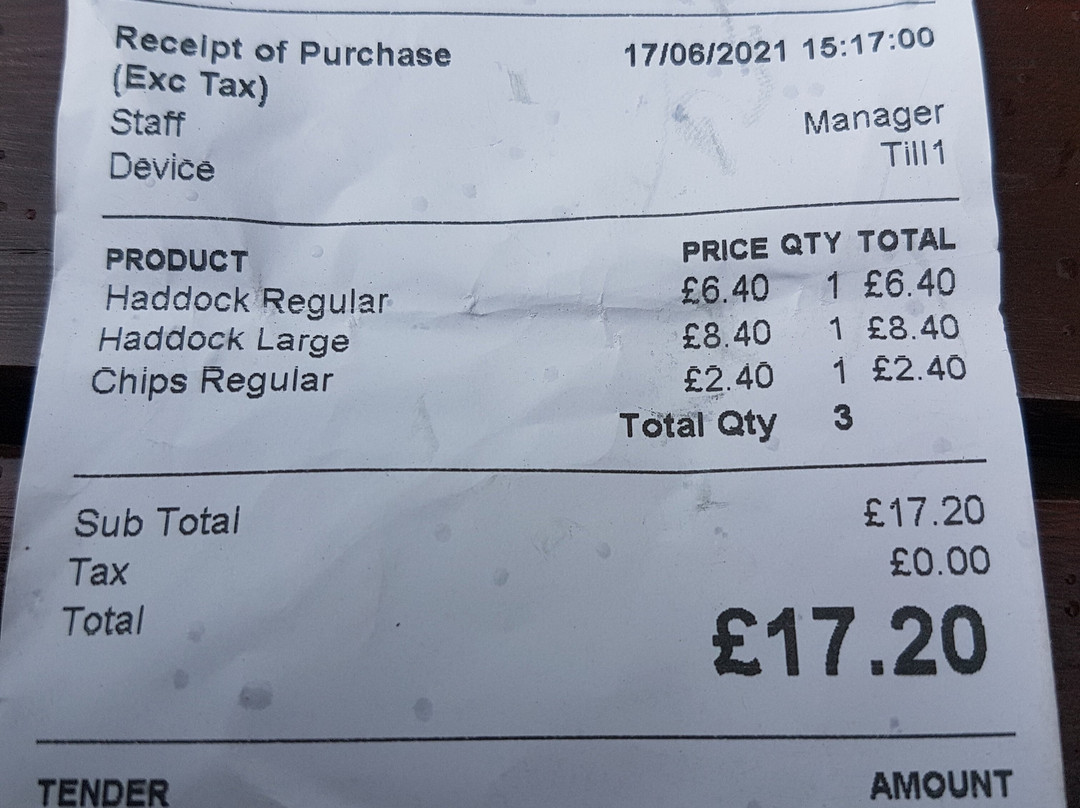 Receipt of Purchase 17/06/2021 15:17:00
(Exc Tax)
Staff Manager
Device Till1
PRODUCT PRICE QTY TOTAL
Haddock Regular £6.40 1 £6.40
Haddock Large £8.40 1 £8.40
Chips Regular £2.40 1 £2.40
Total Qty 3
Sub Total £17.20
Tax £0.00
Total £17.20
TENDER AMOUNT